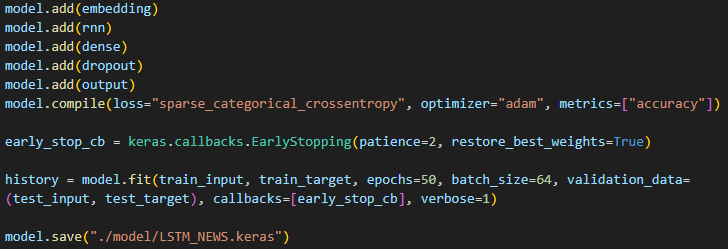 model.add(embedding)
model.add(rnn)
model.add(dense)
model.add(dropout)
model.add(output)
model.compile(loss="sparse_categorical_crossentropy", optimizer="adam", metrics=["accuracy"])
early_stop_cb = keras.callbacks.EarlyStopping(patience=2, restore_best_weights=True)
history = model.fit(train_input, train_target, epochs=50, batch_size=64, validation_data=
(test_input, test_target), callbacks=[early_stop_cb], verbose=1)
model.save("./model/LSTM_NEWS.keras")